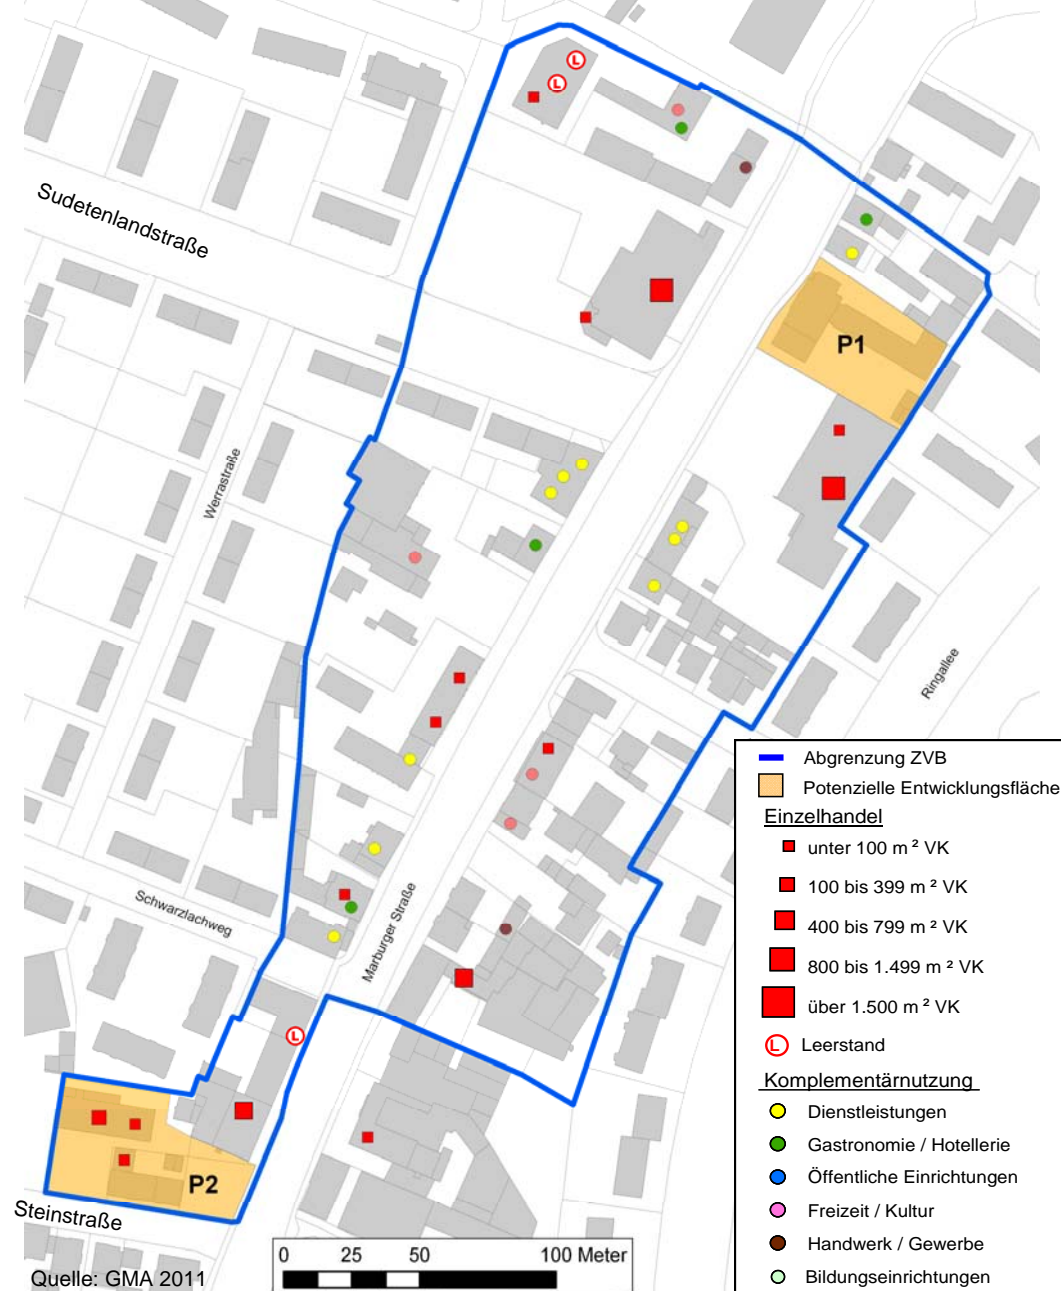 L
L
Sudetenlandstraße
P1
Werrastraße
Ringallee
Schwarzlachweg
Marburger Straße
L
P2
Steinstraße
Quelle: GMA 2011
0 25 50 100 Meter
Abgrenzung ZVB
Potenzielle Entwicklungsfläche
Einzelhandel
unter 100 m² VK
100 bis 399 m² VK
400 bis 799 m² VK
800 bis 1.499 m² VK
über 1.500 m² VK
L Leerstand
Komplementärnutzung
Dienstleistungen
Gastronomie / Hotellerie
Öffentliche Einrichtungen
Freizeit / Kultur
Handwerk / Gewerbe
Bildungseinrichtungen